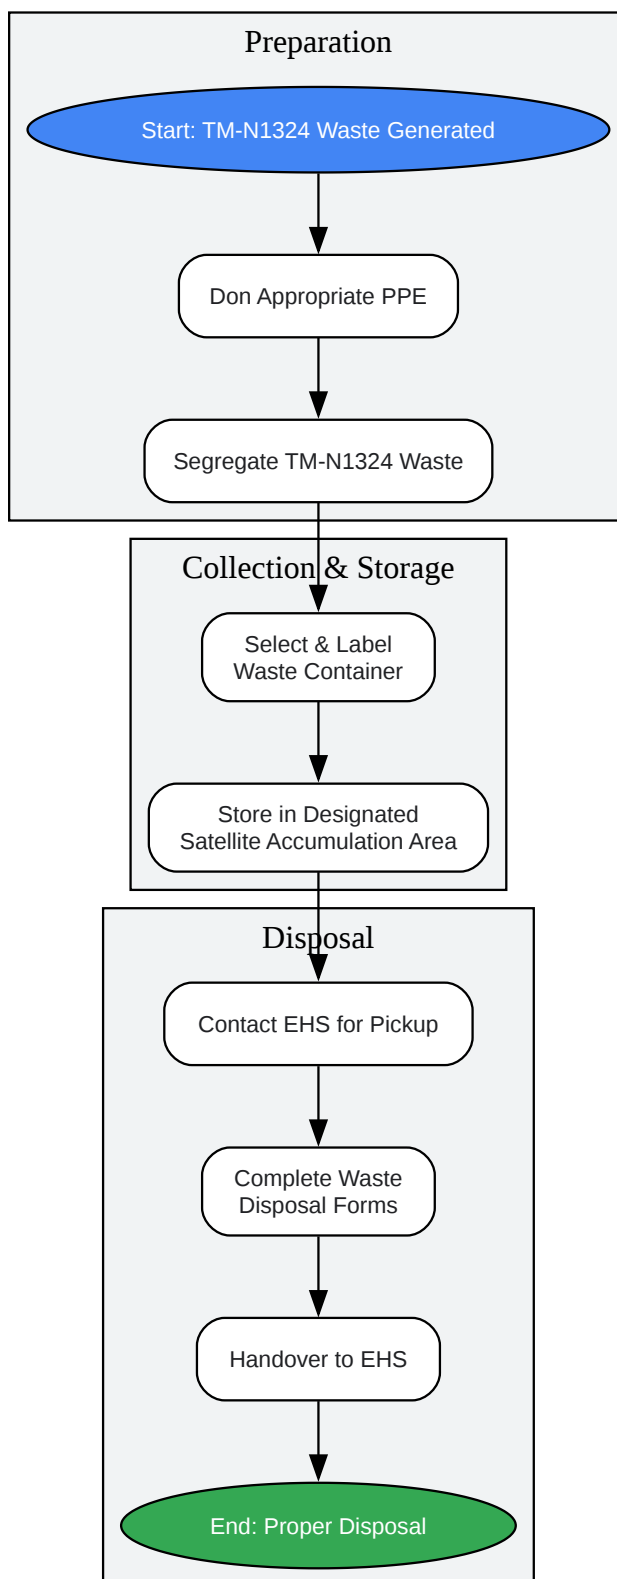 Preparation
Start: TM-N1324 Waste Generated
Don Appropriate PPE
Segregate TM-N1324 Waste
Collection & Storage
Select & Label
Waste Container
Store in Designated
Satellite Accumulation Area
Disposal
Contact EHS for Pickup
Complete Waste
Disposal Forms
Handover to EHS
End: Proper Disposal